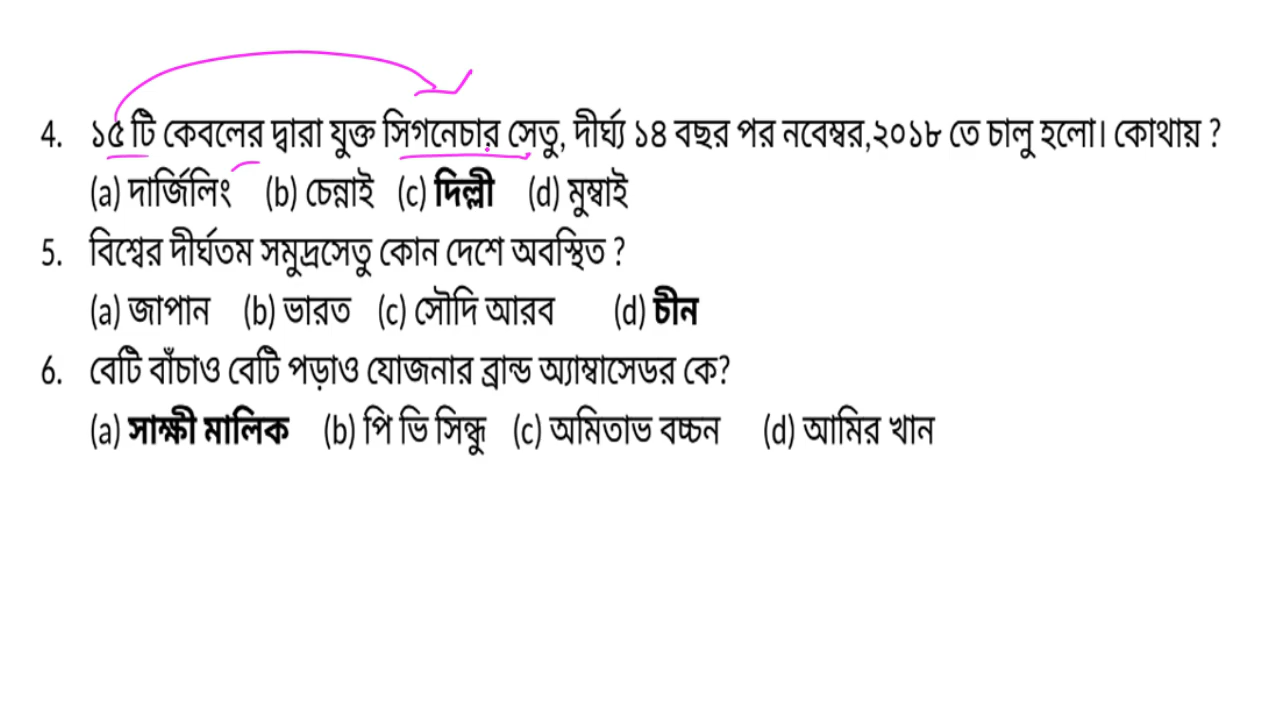 4. ১৫ টি কেবলের দ্বারা যুক্ত সিগনেচার সেতু, দীর্ঘ্য ১৪ বছর পর নবেম্বর,২০১৮ তে চালু হলো। কোথায় ?
(a) দার্জিলিং (b) চেন্নাই (c) দিল্লী (d) মুম্বাই
5. বিশ্বের দীর্ঘতম সমুদ্রসেতু কোন দেশে অবস্থিত ?
(a) জাপান (b) ভারত (c) সৌদি আরব (d) চীন
6. বেটি বাঁচাও বেটি পড়াও যোজনার ব্রান্ড অ্যাম্বাসেডর কে?
(a) সাক্ষী মালিক (b) পি ভি সিন্ধু (c) অমিতাভ বচ্চন (d) আমির খান